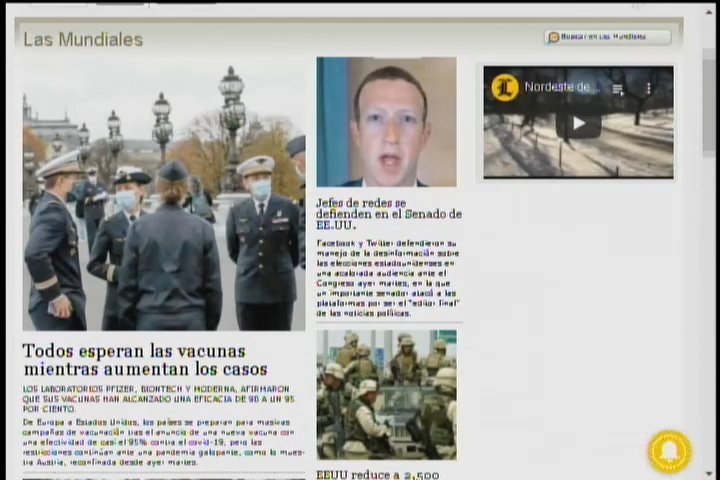 Las Mundiales
Buscar en Las Mundiales
Nordeste de ...
Jefes de redes se
defienden en el Senado de
EE.UU.
Facebook y Twitter defendieron su
manejo de la desinformación sobre
las elecciones estadounidenses en
una acalorada audiencia ante el
Congreso ayer martes, en la que
un importante senador atacó a las
plataformas por ser el "editor final"
de las noticias políticas.
Todos esperan las vacunas
mientras aumentan los casos
LOS LABORATORIOS PFIZER, BIONTECH Y MODERNA, AFIRMARON
QUE SUS VACUNAS HAN ALCANZADO UNA EFICACIA DE 90 A UN 95
POR CIENTO.
De Europa a Estados Unidos, los países se preparan para masivas
campañas de vacunación tras el anuncio de una nueva vacuna con
una efectividad de casi el 95% contra el covid-19, pero las
restricciones continúan ante una pandemia galopante, como lo mues-
tra Austria, reconfinada desde ayer martes.
EEUU reduce a 2,500